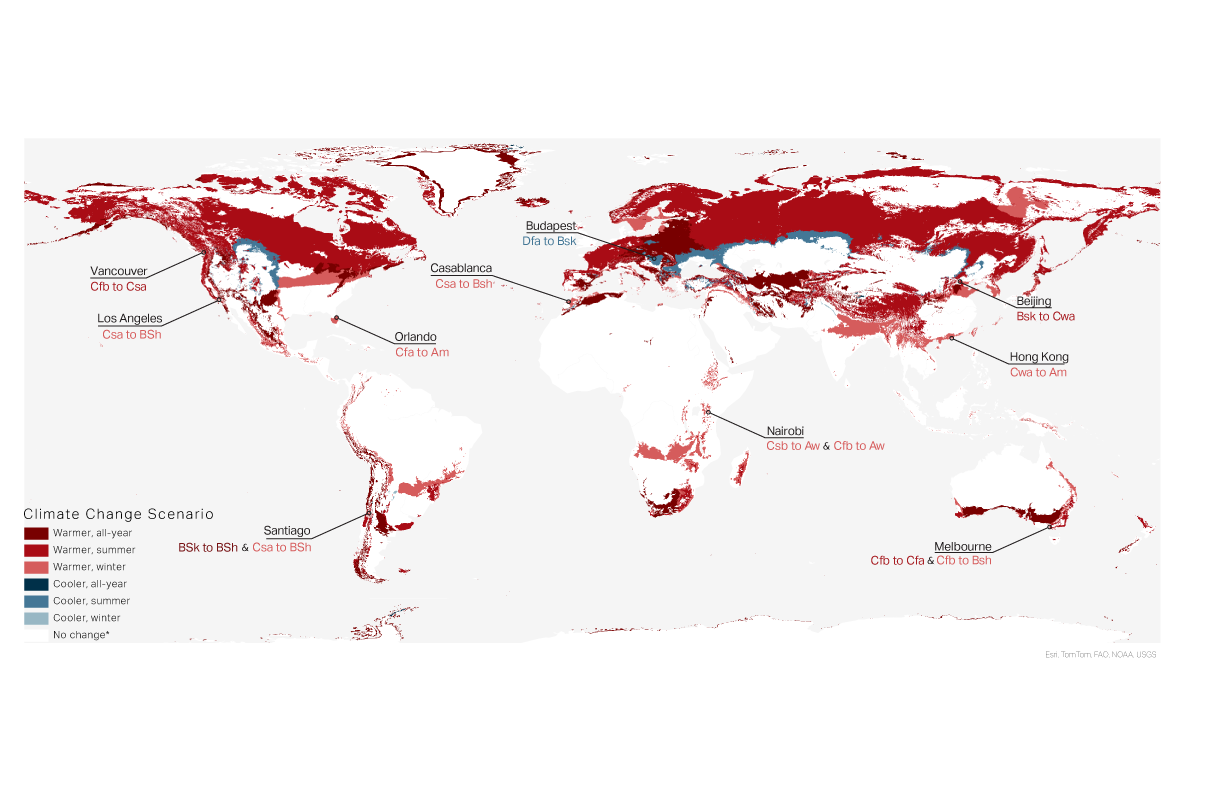 Budapest
Dfa to Bsk
Vancouver
Cfb to Csa
Casablanca
Csa to Bsh
Los Angeles
Csa to BSh
Orlando
Cfa to Am
Beijing
Bsk to Cwa
Hong Kong
Cwa to Am
Nairobi
Csb to Aw & Cfb to Aw
Santiago
BSk to BSh & Csa to BSh
Melbourne
Cfb to Cfa & Cfb to Bsh
Climate Change Scenario
Warmer, all-year
Warmer, summer
Warmer, winter
Cooler, all-year
Cooler, summer
Cooler, winter
No change*
Esri, TomTom, FAO, NOAA, USGS